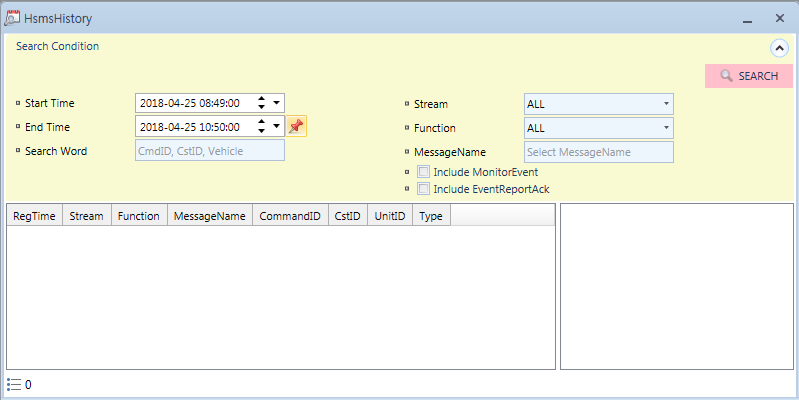 HsmsHistory
Search Condition
SEARCH
Start Time 2018-04-25 08:49:00 Stream ALL
End Time 2018-04-25 10:50:00 Function ALL
Search Word CmdID, CstID, Vehicle MessageName Select MessageName
Include MonitorEvent
Include EventReportAck
RegTime Stream Function MessageName CommandID CstID UnitID Type
0